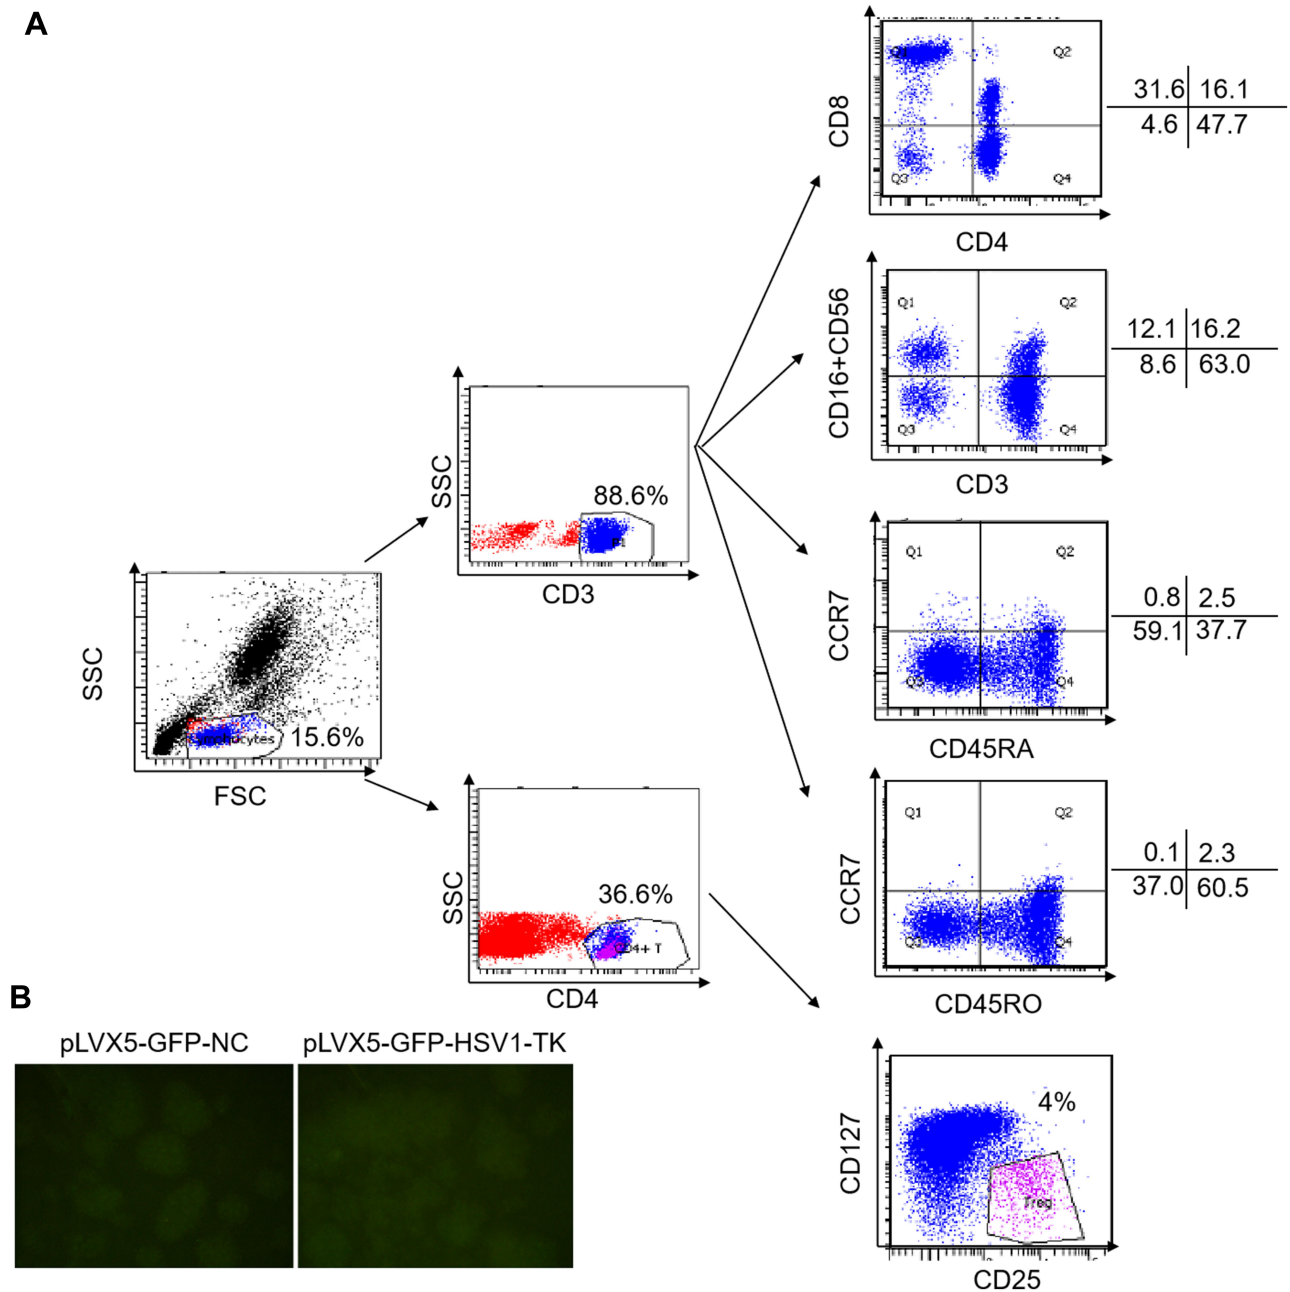 A
CD8
Q2
Q3
Q4
CD4
31.6 16.1
4.6 47.7
CD16+CD56
Q1
Q2
Q3
Q4
CD3
12.1 16.2
8.6 63.0
SSC
88.6%
CD3
CCR7
Q1
Q2
Q4
CD45RA
0.8 2.5
59.1 37.7
SSC
15.6%
FSC
SSC
36.6%
CD4+ T
CD4
CCR7
Q1
Q2
Q4
CD45RO
0.1 2.3
37.0 60.5
B
pLVX5-GFP-NC
pLVX5-GFP-HSV1-TK
CD127
4%
Treg
CD25